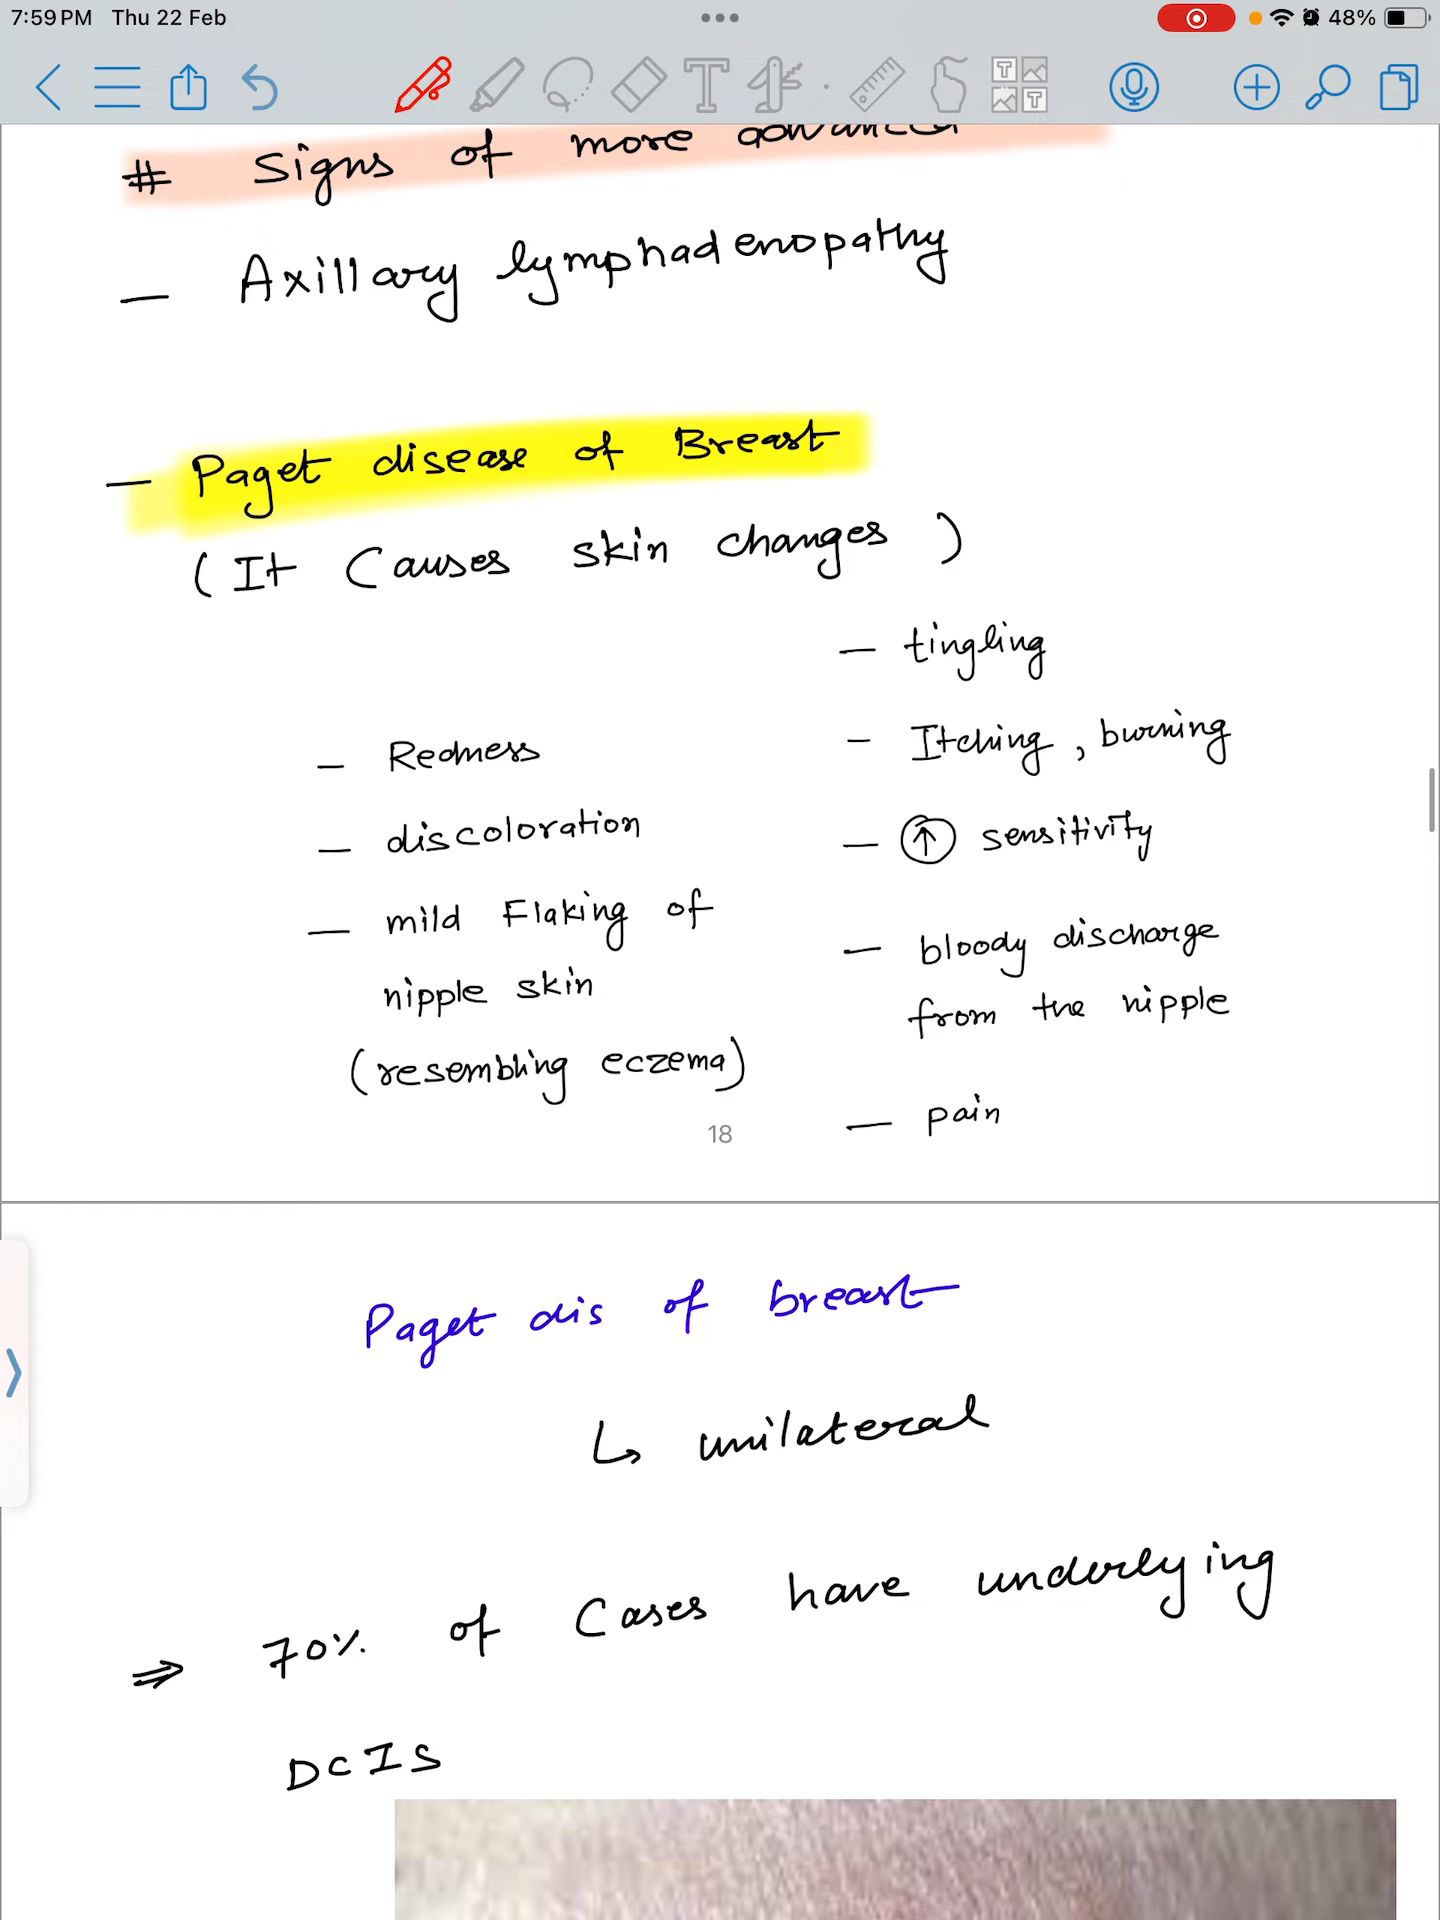 7:59 PM Thu 22 Feb
48%
# Signs of more advanced
— Axillary lymphadenopathy
— Paget disease of Breast
(It Causes skin changes)
— tingling
— Redness
— Itching, burning
— discoloration
— ↑ sensitivity
— mild Flaking of
nipple skin
(resembling eczema)
— bloody discharge
from the nipple
— pain
18
Paget dis of breast
↳ unilateral
⇒ 70% of Cases have underlying
DCIS